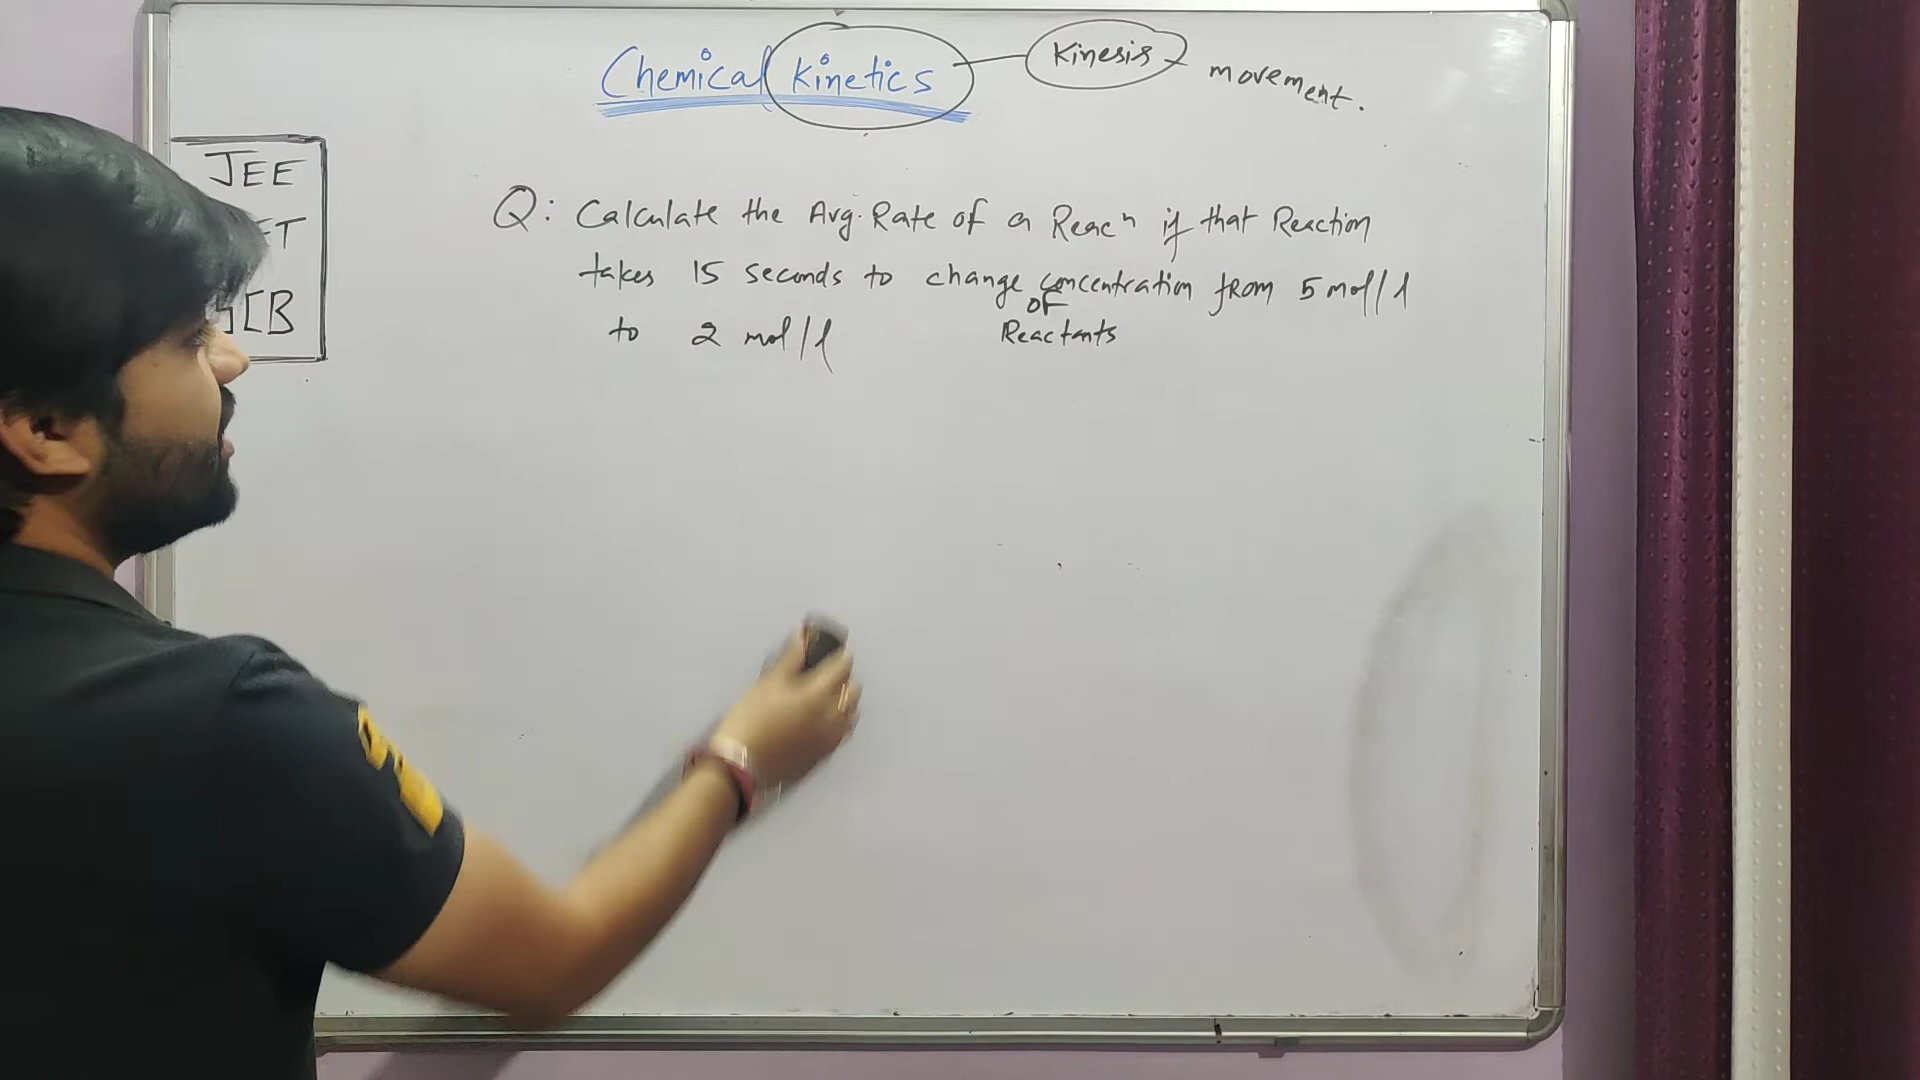 Chemical Kinetics
Kinesis
movement.
JEE
Q: Calculate the Avg. Rate of a Reacⁿ if that Reaction
takes 15 seconds to change concentration from 5 mol/l
of
to 2 mol/l Reactants